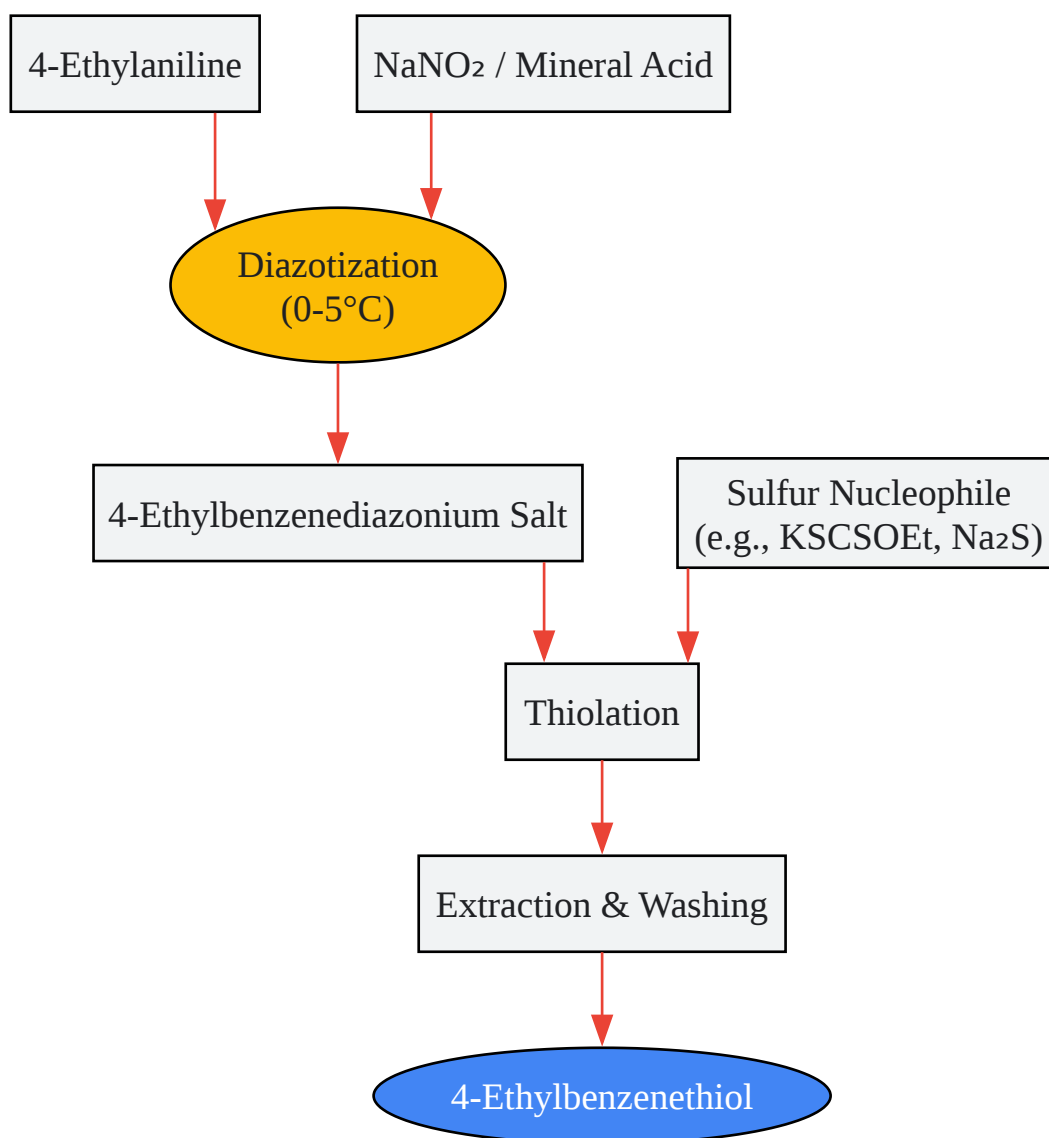 4-Ethylaniline
NaNO₂ / Mineral Acid
Diazotization
(0-5°C)
4-Ethylbenzenediazonium Salt
Sulfur Nucleophile
(e.g., KSCSOEt, Na₂S)
Thiolation
Extraction & Washing
4-Ethylbenzenethiol